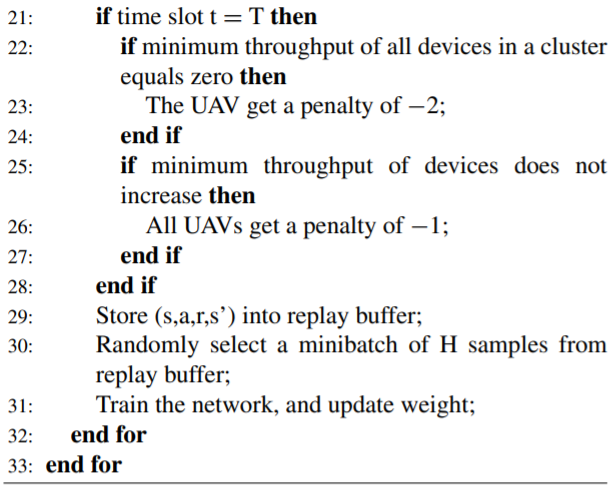 21: if time slot t = T then
22: if minimum throughput of all devices in a cluster
equals zero then
23: The UAV get a penalty of −2;
24: end if
25: if minimum throughput of devices does not
increase then
26: All UAVs get a penalty of −1;
27: end if
28: end if
29: Store (s,a,r,s’) into replay buffer;
30: Randomly select a minibatch of H samples from
replay buffer;
31: Train the network, and update weight;
32: end for
33: end for